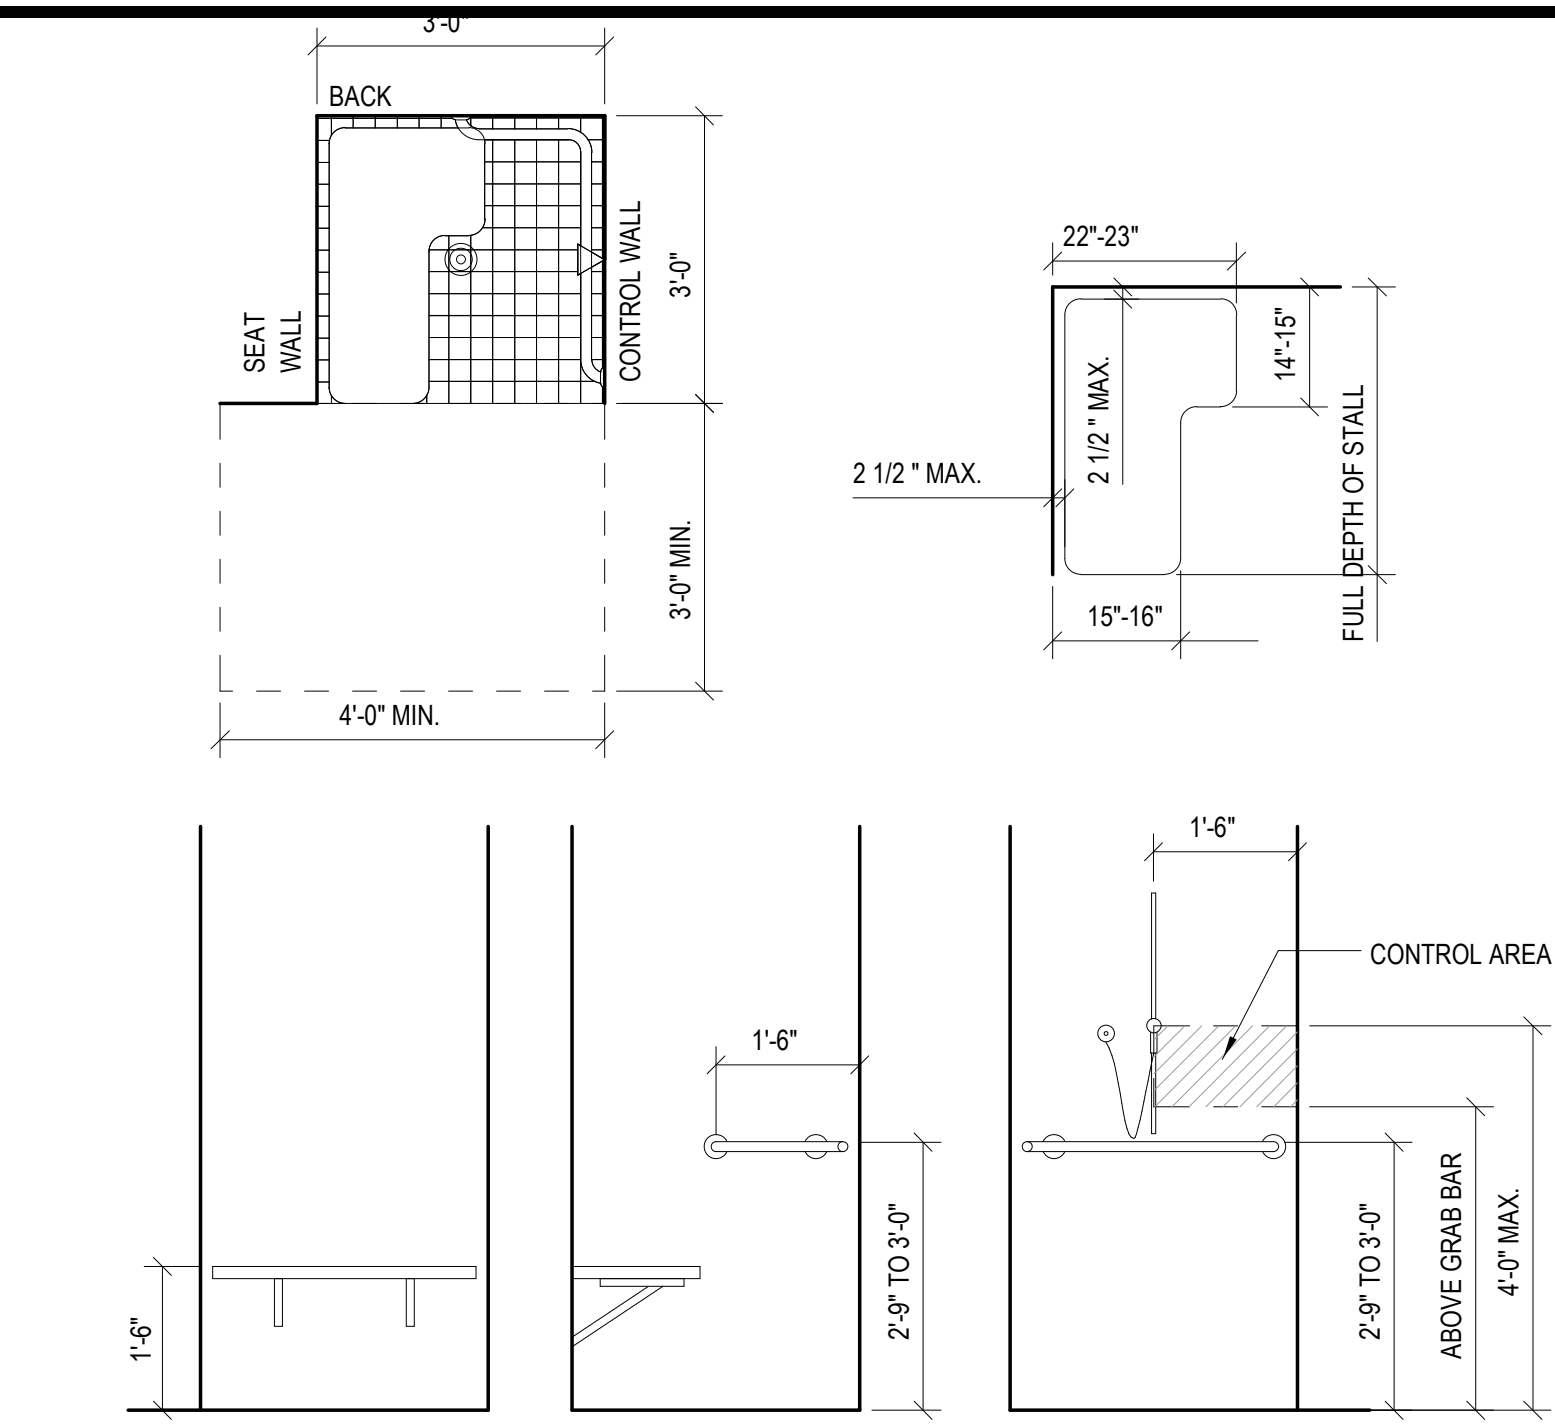 3'-0"
BACK
SEAT
WALL
CONTROL WALL
3'-0"
3'-0" MIN.
4'-0" MIN.
22"-23"
14"-15"
2 1/2 " MAX.
2 1/2 " MAX.
FULL DEPTH OF STALL
15"-16"
1'-6"
CONTROL AREA
1'-6"
1'-6"
2'-9" TO 3'-0"
2'-9" TO 3'-0"
ABOVE GRAB BAR
4'-0" MAX.